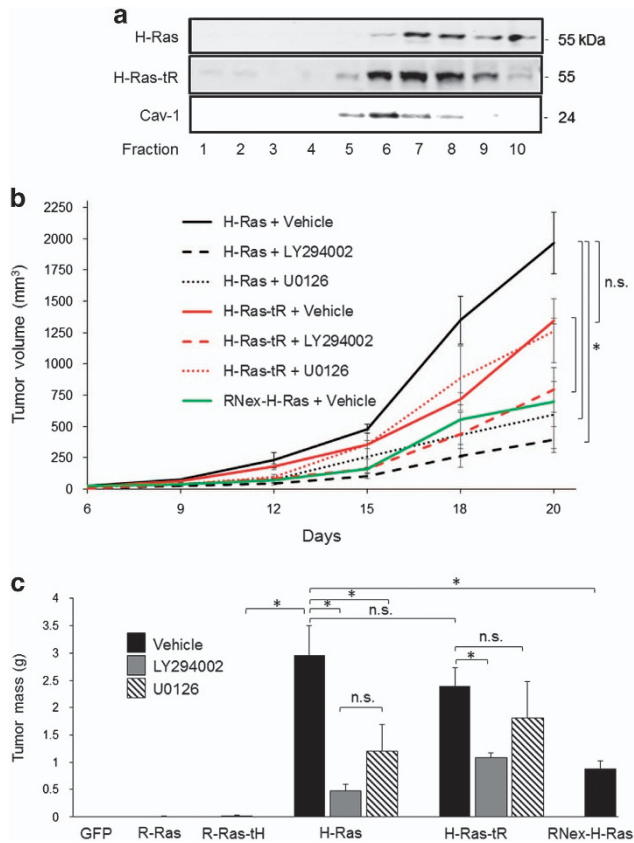 a
H-Ras
- 55 kDa
H-Ras-tR
- 55
Cav-1
- 24
Fraction 1 2 3 4 5 6 7 8 9 10
b
Tumor volume (mm³)
2250
2000
1750
1500
1250
1000
750
500
250
0
H-Ras + Vehicle
H-Ras + LY294002
H-Ras + U0126
H-Ras-tR + Vehicle
H-Ras-tR + LY294002
H-Ras-tR + U0126
RNex-H-Ras + Vehicle
n.s.
*
6 9 12 15 18 20
Days
c
Tumor mass (g)
4
3.5
3
2.5
2
1.5
1
0.5
0
Vehicle
LY294002
U0126
*
* * *
n.s. n.s.
*
n.s.
GFP R-Ras R-Ras-tH H-Ras H-Ras-tR RNex-H-Ras